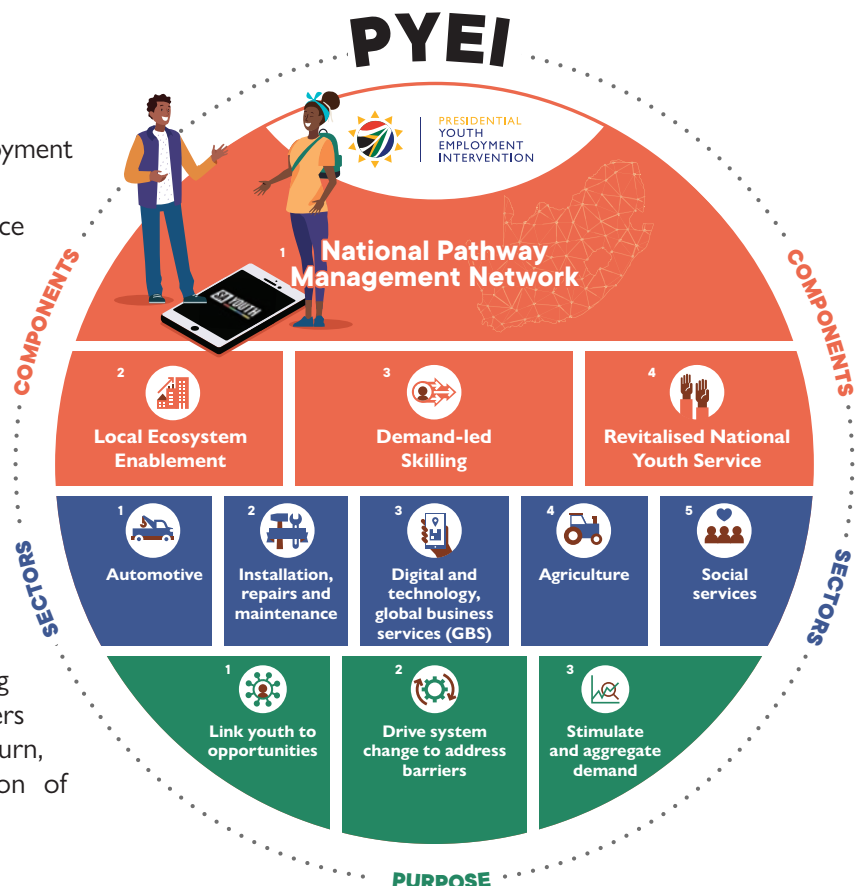 PYEI
PRESIDENTIAL
YOUTH
EMPLOYMENT
INTERVENTION
COMPONENTS
COMPONENTS
1
National Pathway
Management Network
YOUTH
2
Local Ecosystem
Enablement
3
Demand-led
Skilling
4
Revitalised National
Youth Service
SECTORS
SECTORS
1
Automotive
2
Installation,
repairs and
maintenance
3
Digital and
technology,
global business
services (GBS)
4
Agriculture
5
Social
services
1
Link youth to
opportunities
2
Drive system
change to address
barriers
3
Stimulate
and aggregate
demand
PURPOSE
of